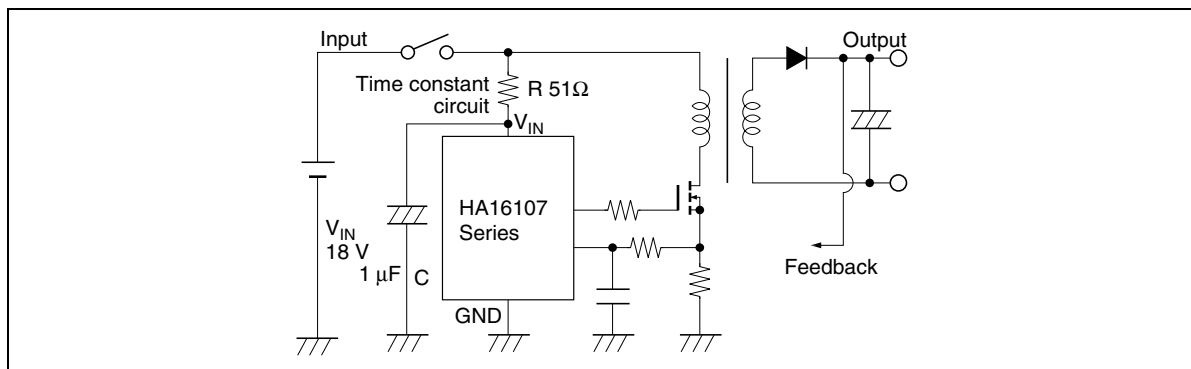 Input
Output
Time constant
circuit
R 51Ω
V_IN
HA16107
Series
V_IN
18 V
1 μF
C
Feedback
GND